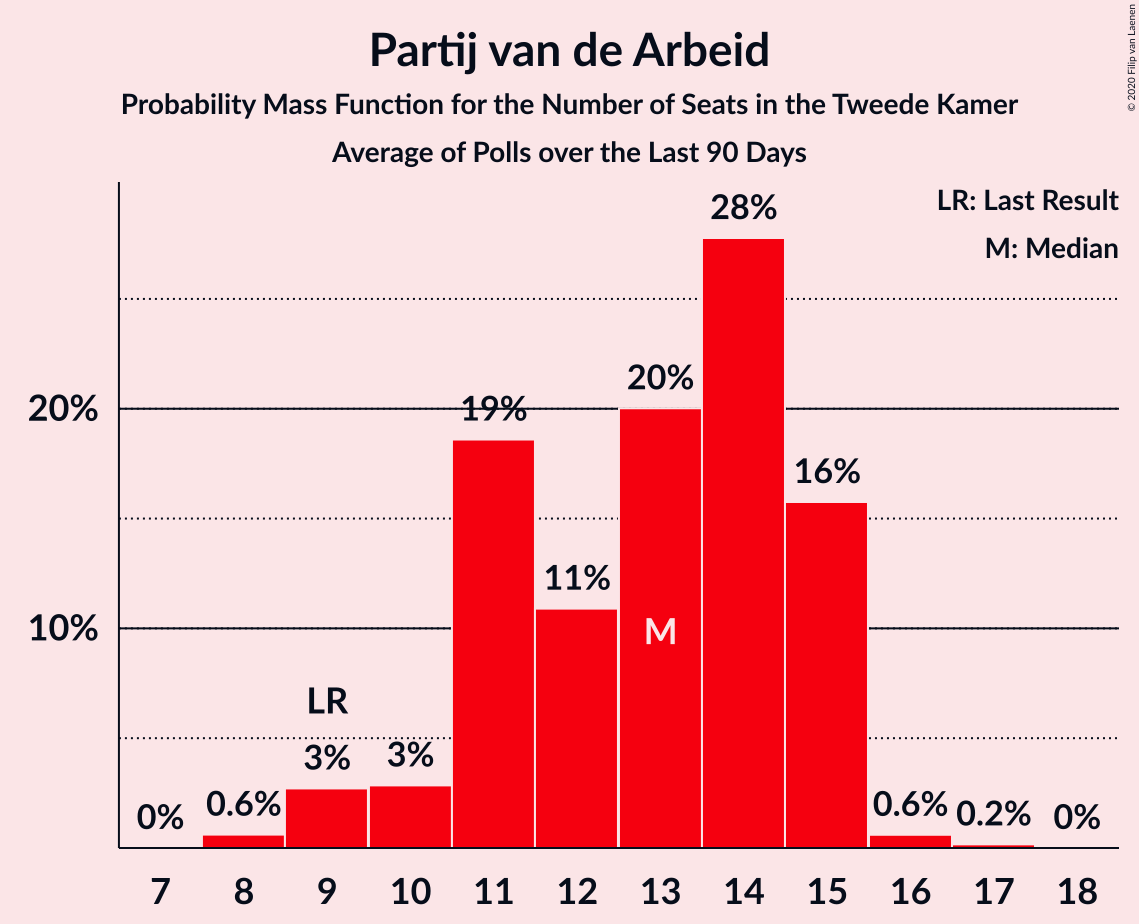 Partij van de Arbeid
Probability Mass Function for the Number of Seats in the Tweede Kamer
Average of Polls over the Last 90 Days
© 2020 Filip van Laenen
LR: Last Result
M: Median
28%
20%
20%
19%
16%
11%
10%
M
LR
3%
3%
0%
0.6%
0.6%
0.2%
0%
7 8 9 10 11 12 13 14 15 16 17 18